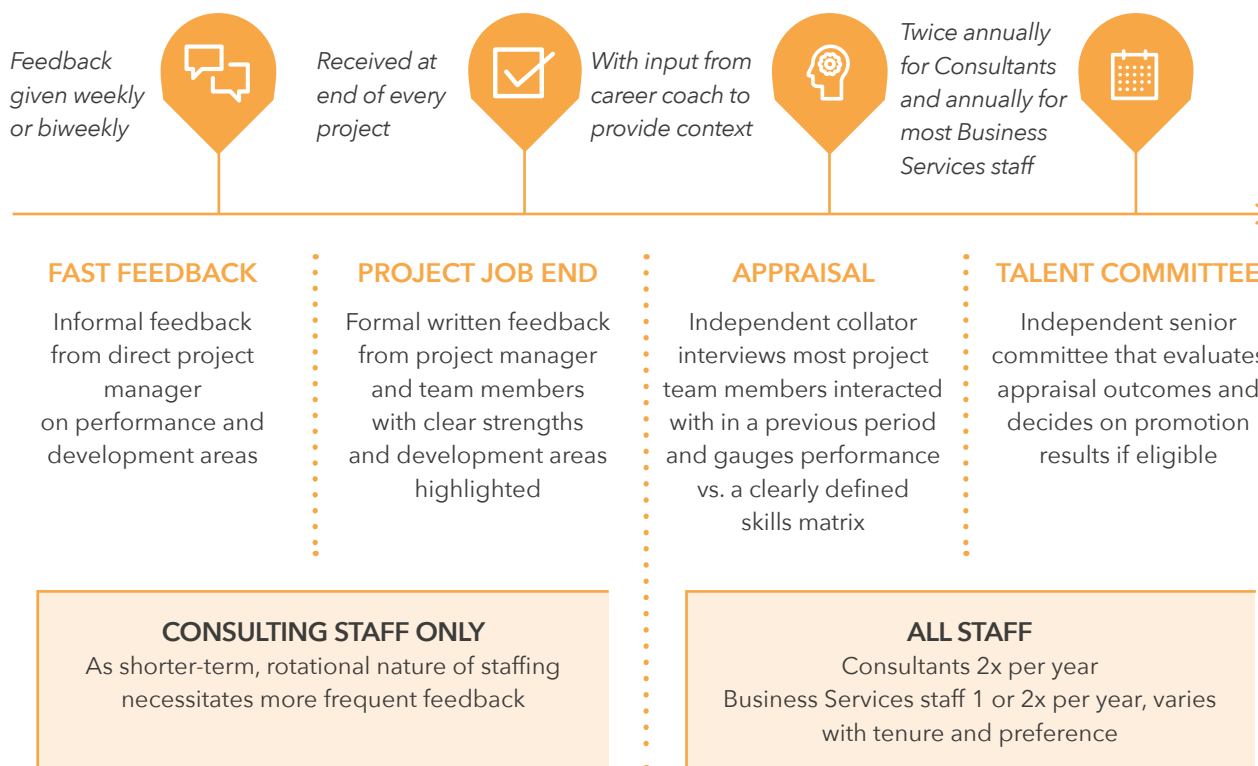 Feedback
given weekly
or biweekly
Received at
end of every
project
With input from
career coach to
provide context
Twice annually
for Consultants
and annually for
most Business
Services staff
FAST FEEDBACK
Informal feedback
from direct project
manager
on performance and
development areas
PROJECT JOB END
Formal written feedback
from project manager
and team members
with clear strengths
and development areas
highlighted
APPRAISAL
Independent collator
interviews most project
team members interacted
with in a previous period
and gauges performance
vs. a clearly defined
skills matrix
TALENT COMMITTEE
Independent senior
committee that evaluates
appraisal outcomes and
decides on promotion
results if eligible
CONSULTING STAFF ONLY
As shorter-term, rotational nature of staffing
necessitates more frequent feedback
ALL STAFF
Consultants 2x per year
Business Services staff 1 or 2x per year, varies
with tenure and preference